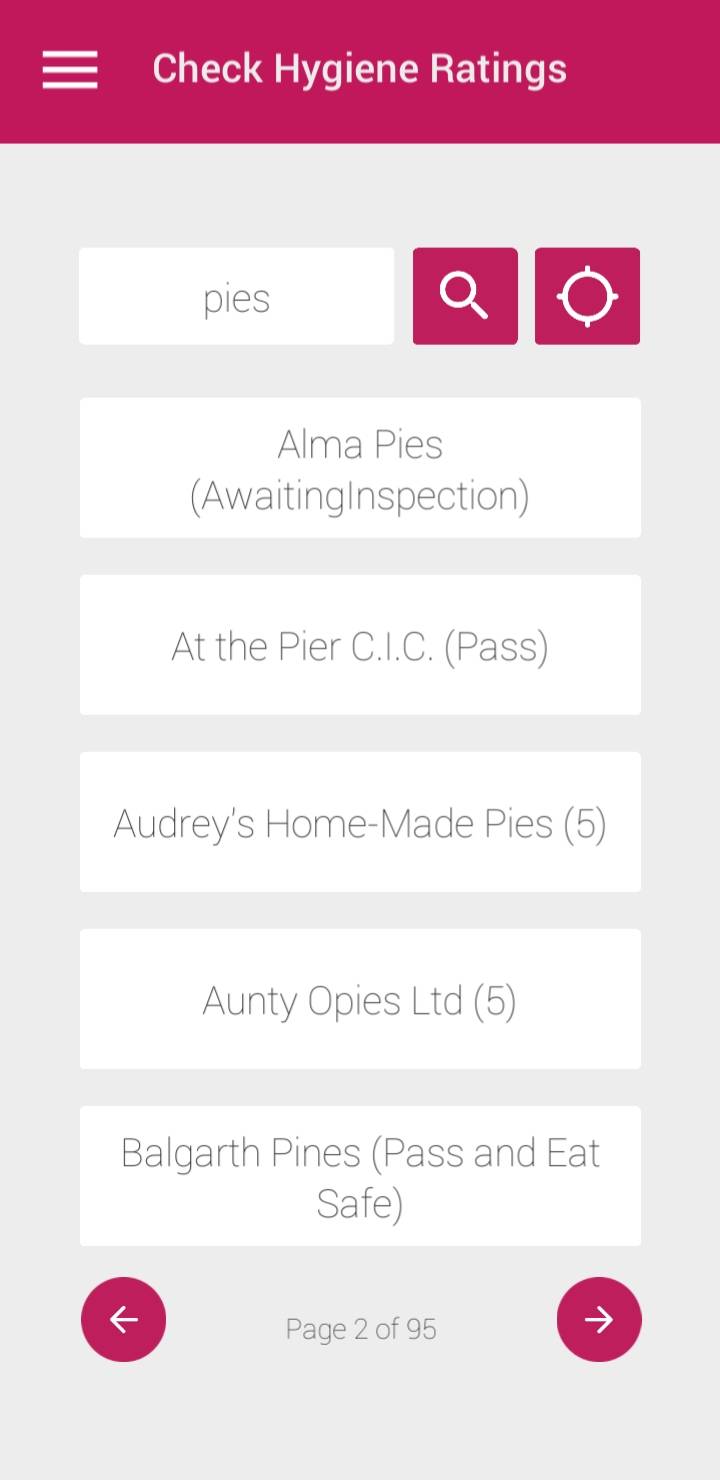 Check Hygiene Ratings
pies
Alma Pies
(AwaitingInspection)
At the Pier C.I.C. (Pass)
Audrey's Home-Made Pies (5)
Aunty Opies Ltd (5)
Balgarth Pines (Pass and Eat
Safe)
Page 2 of 95